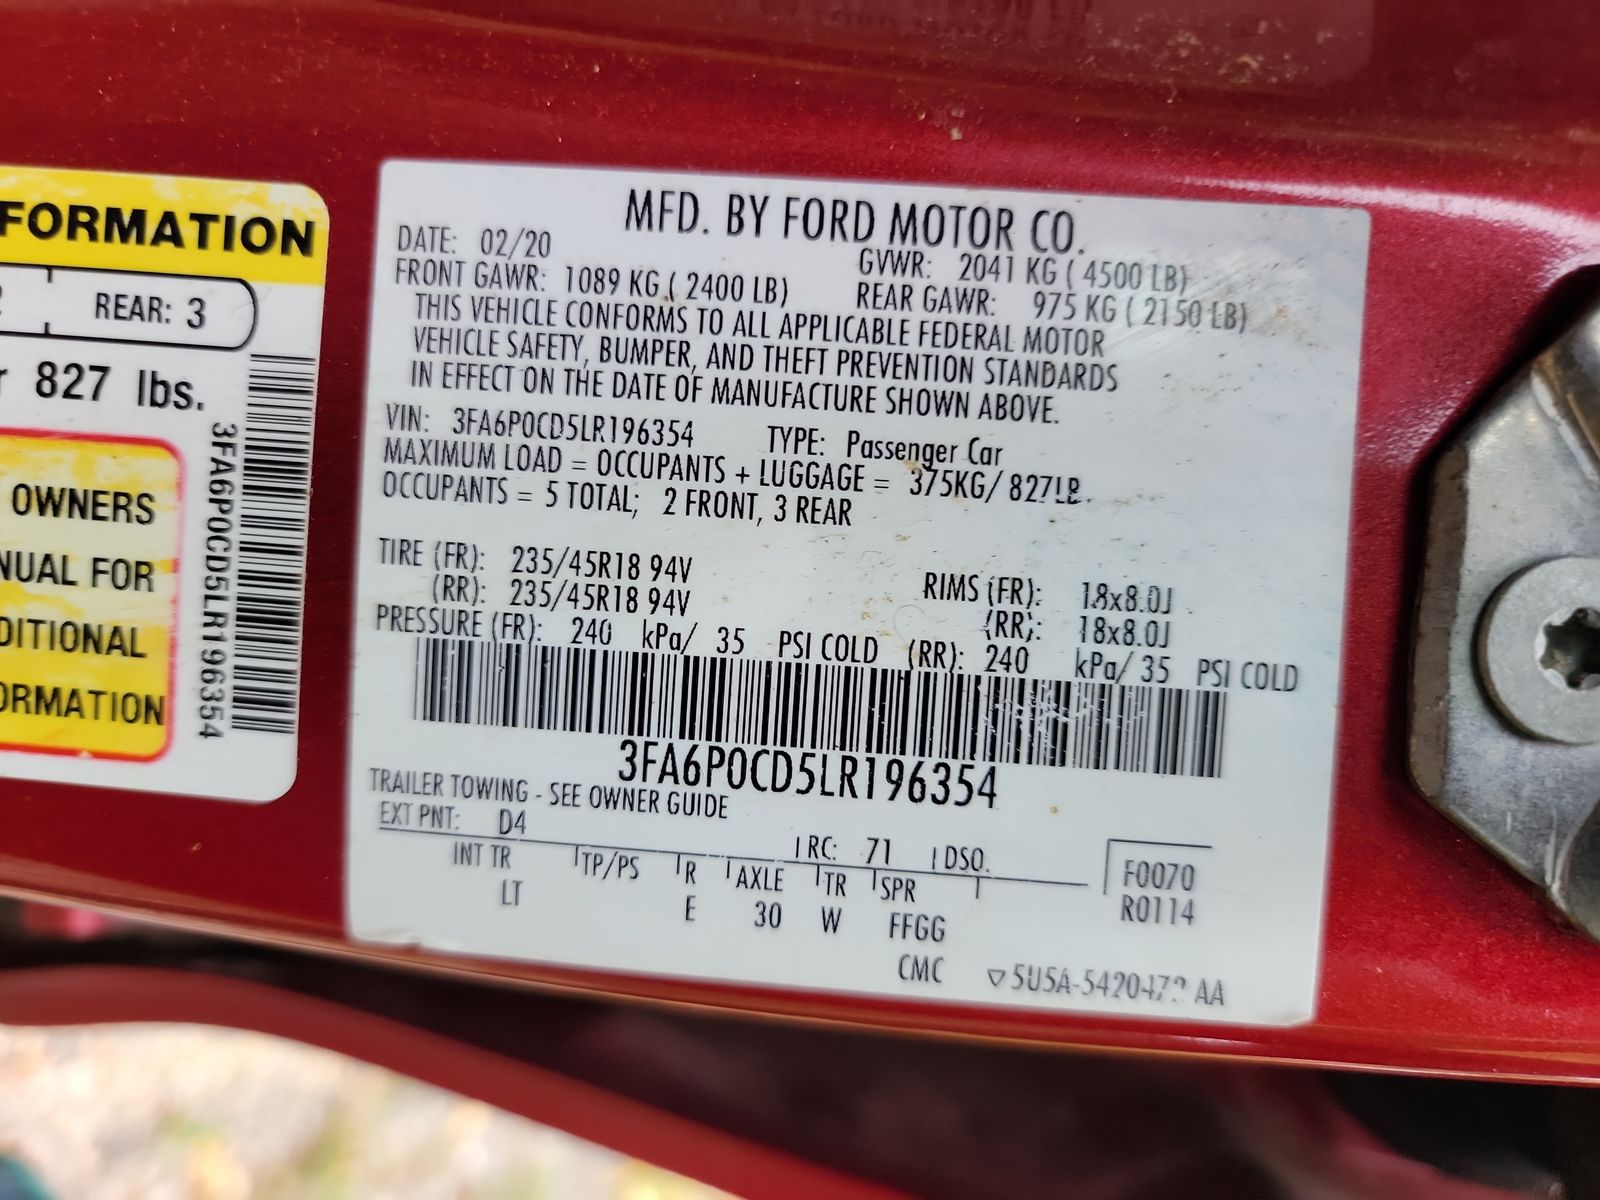 FORMATION
REAR: 3
827 lbs.
OWNERS
NUAL FOR
DITIONAL
ORMATION
3FA6P0CD5LR196354
MFD. BY FORD MOTOR CO.
DATE: 02/20 GVWR: 2041 KG ( 4500 LB)
FRONT GAWR: 1089 KG ( 2400 LB) REAR GAWR: 975 KG ( 2150 LB)
THIS VEHICLE CONFORMS TO ALL APPLICABLE FEDERAL MOTOR
VEHICLE SAFETY, BUMPER, AND THEFT PREVENTION STANDARDS
IN EFFECT ON THE DATE OF MANUFACTURE SHOWN ABOVE.
VIN: 3FA6P0CD5LR196354 TYPE: Passenger Car
MAXIMUM LOAD = OCCUPANTS + LUGGAGE = 375KG/ 827LB.
OCCUPANTS = 5 TOTAL; 2 FRONT, 3 REAR
TIRE (FR): 235/45R18 94V RIMS (FR): 18x8.0J
(RR): 235/45R18 94V (RR): 18x8.0J
PRESSURE (FR): 240 kPa/ 35 PSI COLD (RR): 240 kPa/ 35 PSI COLD
3FA6P0CD5LR196354
TRAILER TOWING - SEE OWNER GUIDE
EXT PNT: D4 RC: 71 DSO.
INT TR TP/PS R AXLE TR SPR
LT E 30 W FFGG
CMC
F0070
R0114
AA